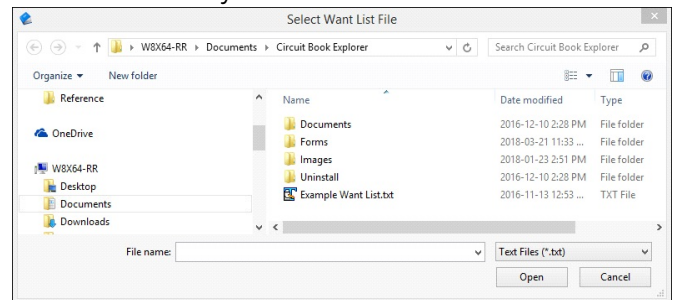 Select Want List File
W8X64-RR Documents Circuit Book Explorer
Search Circuit Book Explorer
Organize New folder
Reference
OneDrive
W8X64-RR
Desktop
Documents
Downloads
Name Date modified Type
Documents 2016-12-10 2:28 PM File folder
Forms 2018-03-21 11:33 ... File folder
Images 2018-01-23 2:51 PM File folder
Uninstall 2016-12-10 2:28 PM File folder
Example Want List.txt 2016-11-13 12:53 ... TXT File
File name: Text Files (*.txt)
Open Cancel